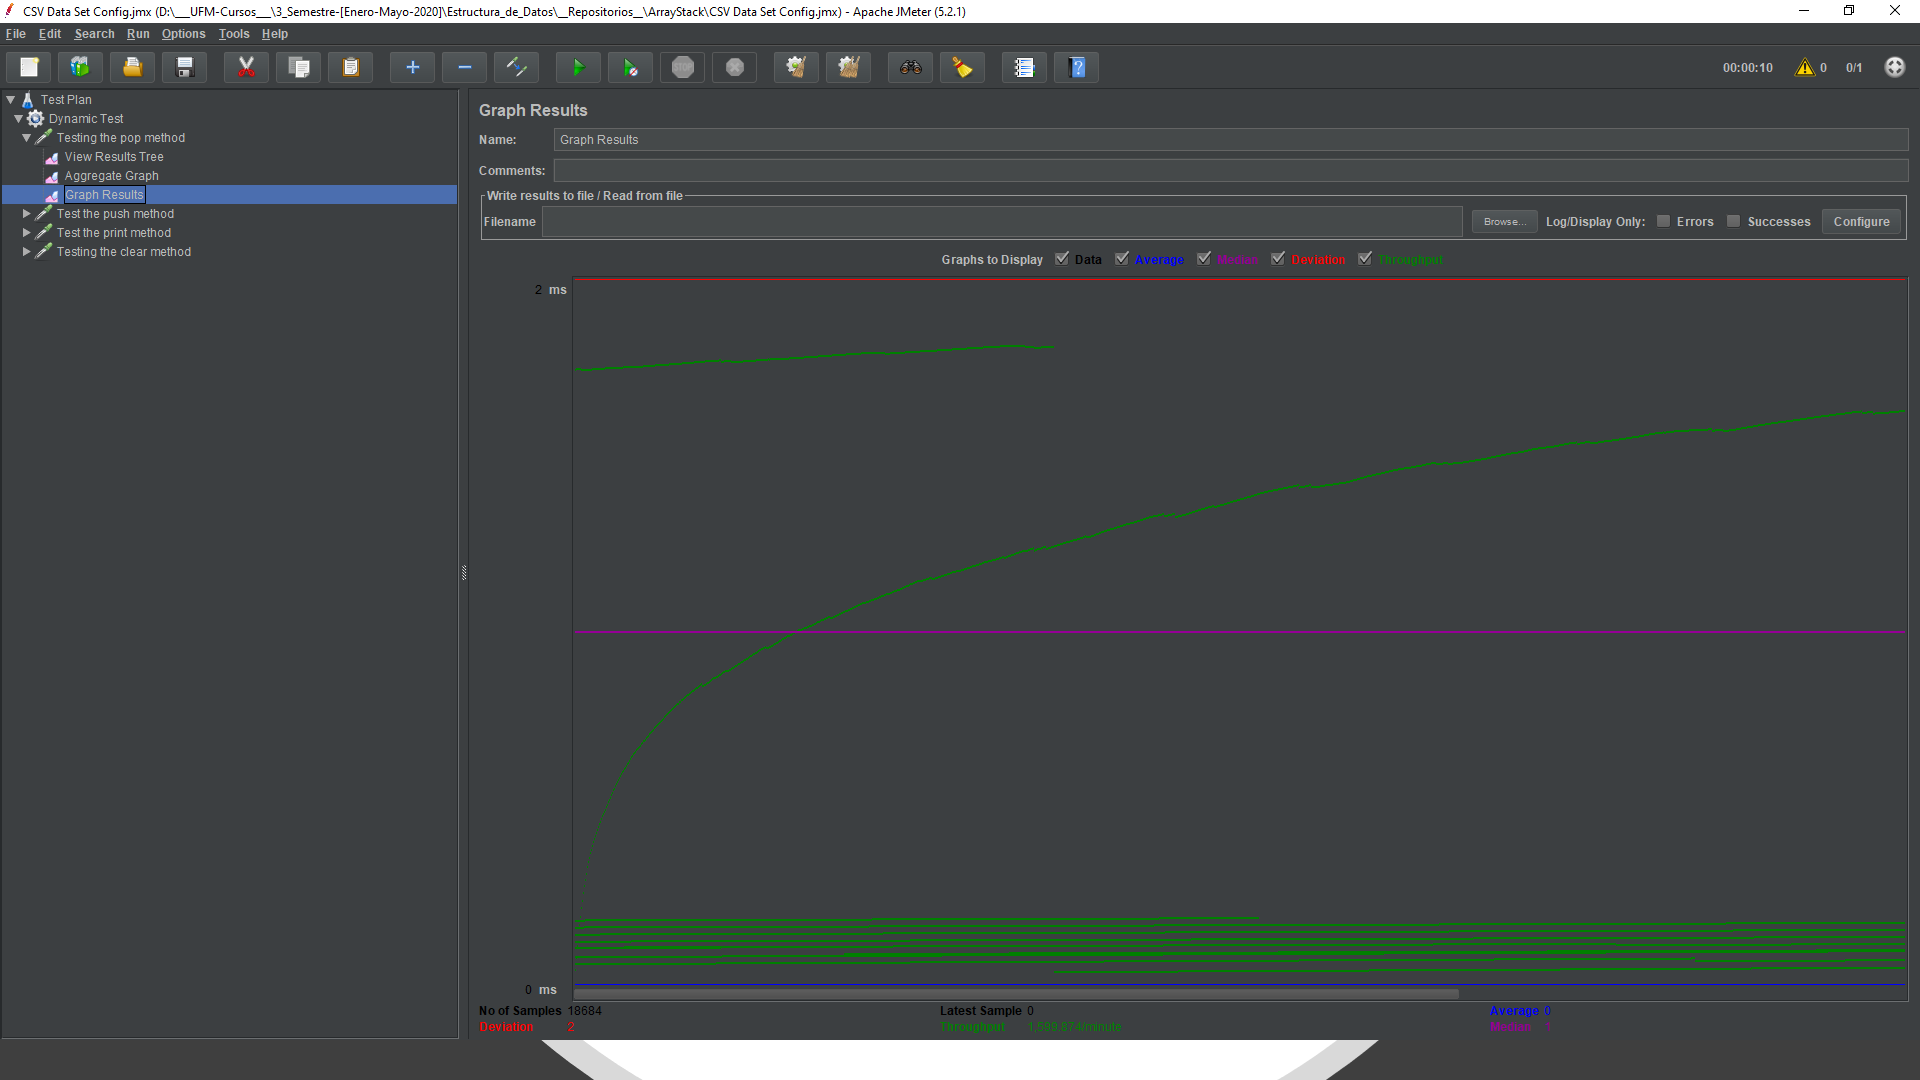 CSV Data Set Config.jmx (D:\___UFM-Cursos___\3_Semestre-[Enero-Mayo-2020]\Estructura_de_Datos\__Repositorios__\ArrayStack\CSV Data Set Config.jmx) - Apache JMeter (5.2.1)
File Edit Search Run Options Tools Help
STOP
00:00:10 0 0/1
Test Plan
Dynamic Test
Testing the pop method
View Results Tree
Aggregate Graph
Graph Results
Test the push method
Test the print method
Testing the clear method
Graph Results
Name: Graph Results
Comments:
Write results to file / Read from file
Filename Browse... Log/Display Only: Errors Successes Configure
Graphs to Display Data Average Median Deviation Throughput
2 ms
0 ms
No of Samples 18684 Latest Sample 0 Average 0
Deviation 2 Throughput 1,599.874/minute Median 1